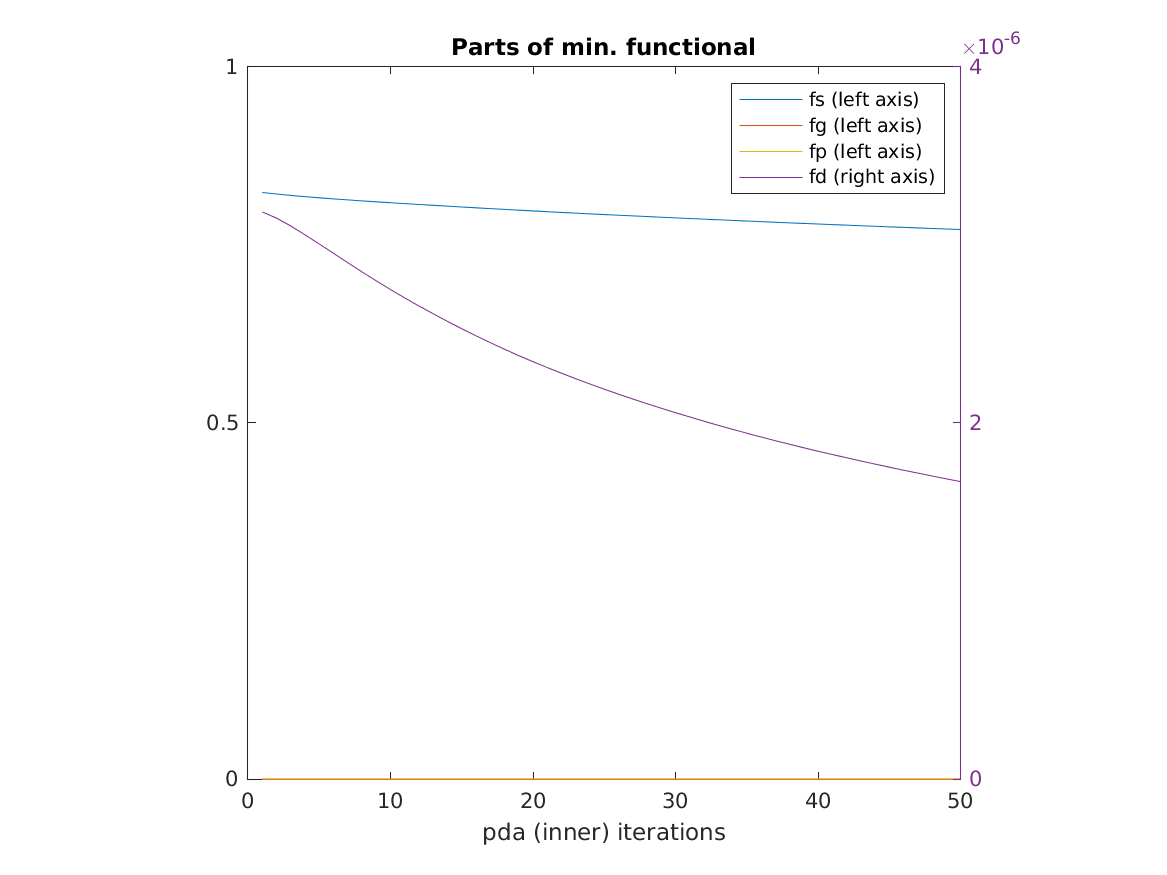 Parts of min. functional
×10-6
1
0.5
0
4
2
0
fs (left axis)
fg (left axis)
fp (left axis)
fd (right axis)
0 10 20 30 40 50
pda (inner) iterations